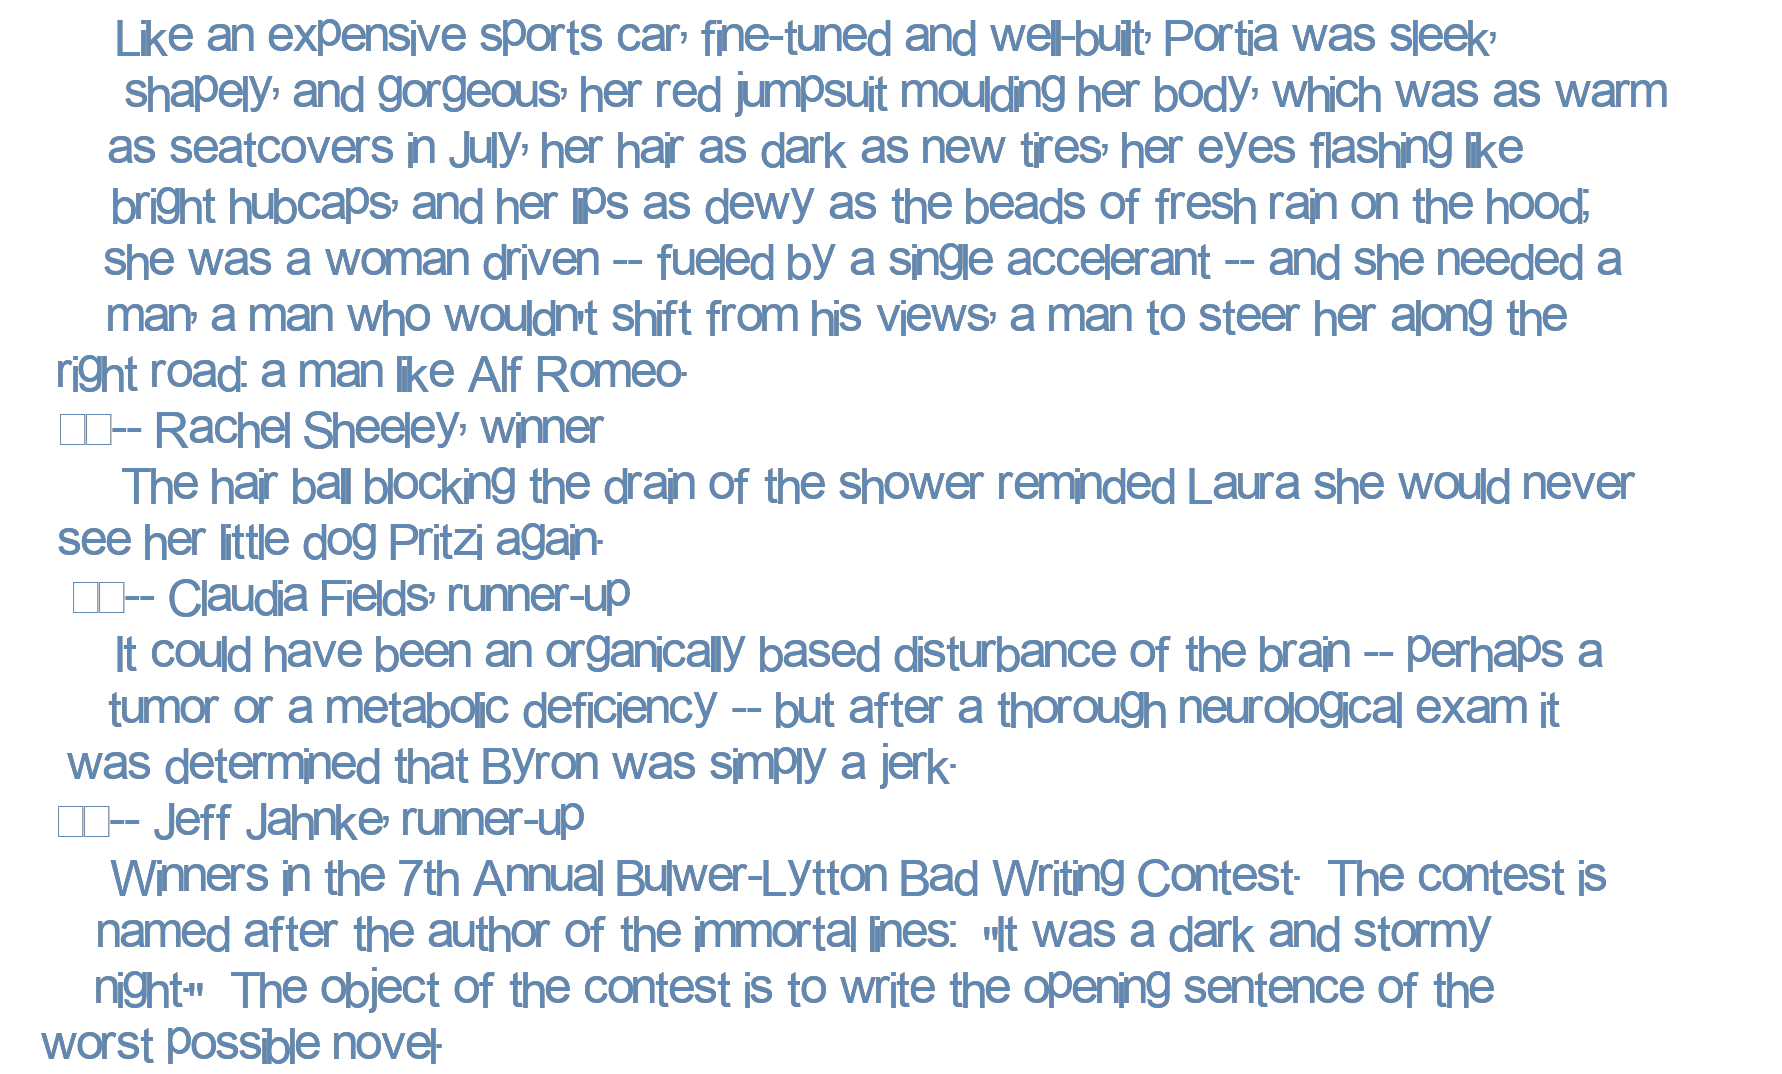 Like an expensive sports car, fine-tuned and well-built, Portia was sleek,
shapely, and gorgeous, her red jumpsuit moulding her body, which was as warm
as seatcovers in July, her hair as dark as new tires, her eyes flashing like
bright hubcaps, and her lips as dewy as the beads of fresh rain on the hood;
she was a woman driven -- fueled by a single accelerant -- and she needed a
man, a man who wouldn't shift from his views, a man to steer her along the
right road: a man like Alf Romeo.
□□-- Rachel Sheeley, winner
The hair ball blocking the drain of the shower reminded Laura she would never
see her little dog Pritzi again.
□□-- Claudia Fields, runner-up
It could have been an organically based disturbance of the brain -- perhaps a
tumor or a metabolic deficiency -- but after a thorough neurological exam it
was determined that Byron was simply a jerk.
□□-- Jeff Jahnke, runner-up
Winners in the 7th Annual Bulwer-Lytton Bad Writing Contest.  The contest is
named after the author of the immortal lines:  "It was a dark and stormy
night."  The object of the contest is to write the opening sentence of the
worst possible novel.